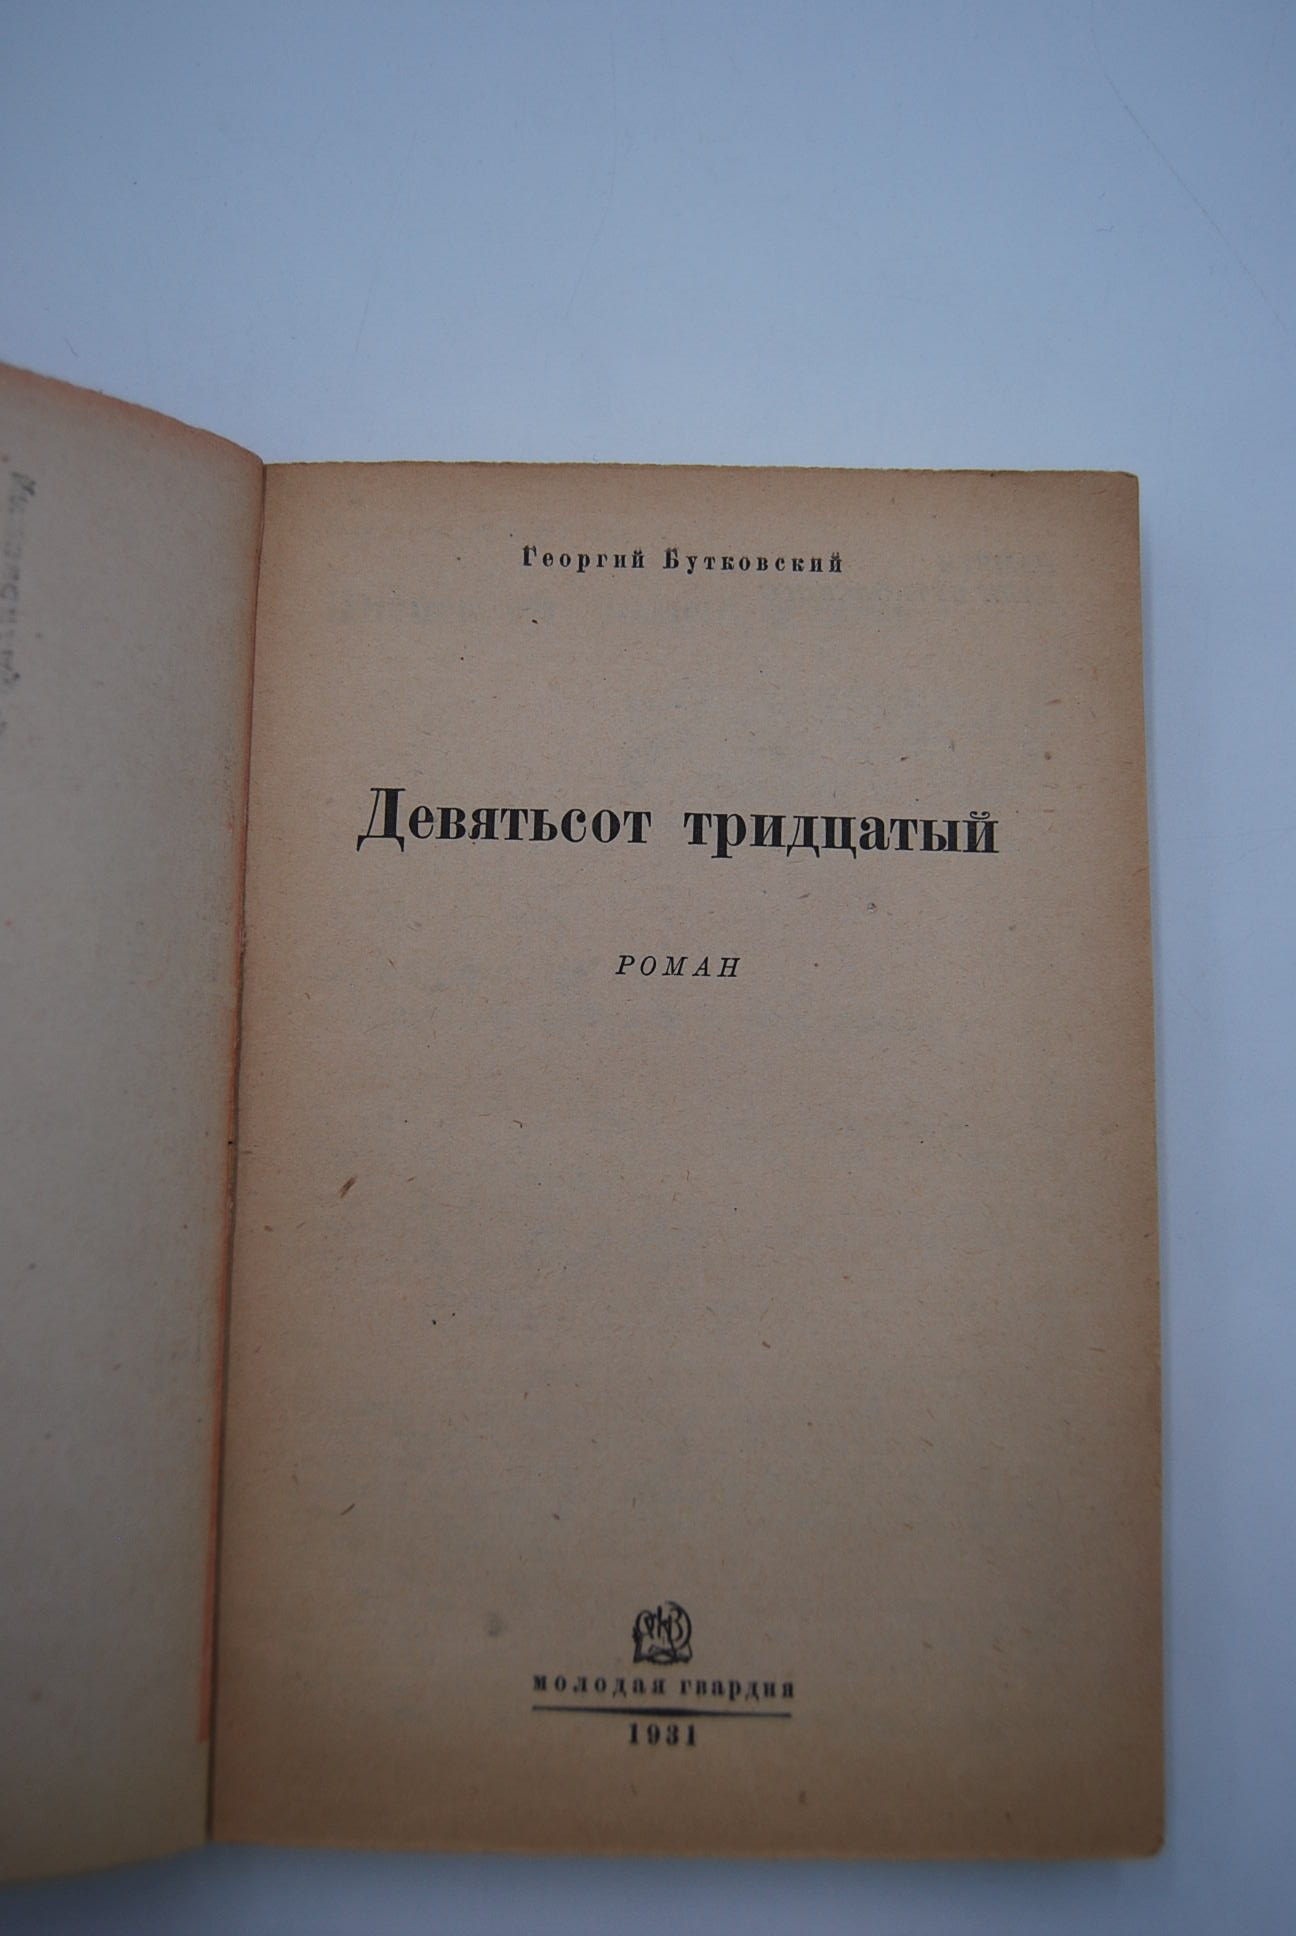 Георгий Бутковский
Девятьсот тридцатый
РОМАН
молодая гвардия
1931